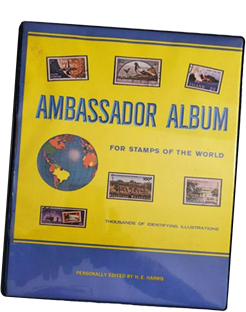 AMBASSADOR ALBUM
FOR STAMPS OF THE WORLD
THOUSANDS OF IDENTIFYING ILLUSTRATIONS
PERSONALLY EDITED BY H. E. HARRIS